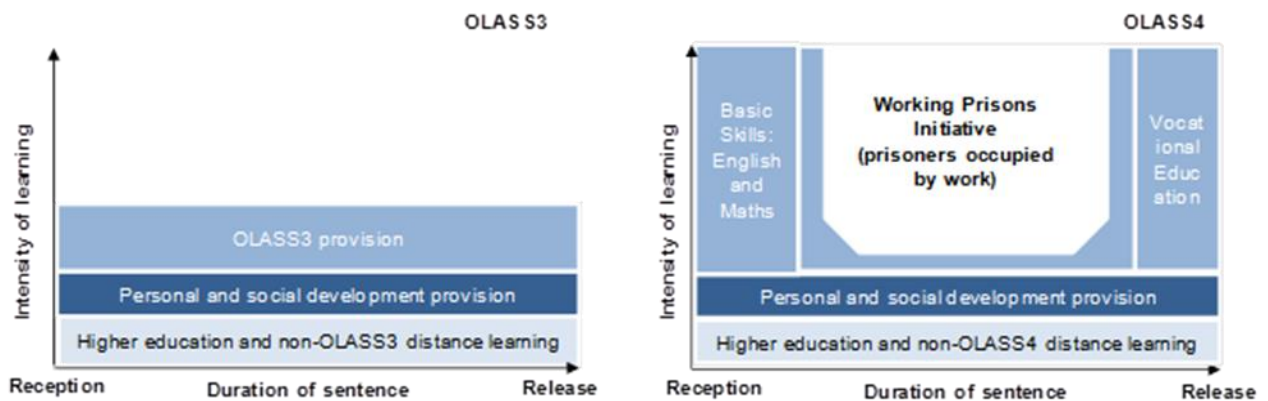 OLASS3
Intensity of learning
OLASS3 provision
Personal and social development provision
Higher education and non-OLASS3 distance learning
Reception
Duration of sentence
Release
OLASS4
Intensity of learning
Basic
Skills:
English
and
Maths
Working Prisons
Initiative
(prisoners occupied
by work)
Vocat
ional
Educ
ation
Personal and social development provision
Higher education and non-OLASS4 distance learning
Reception
Duration of sentence
Release